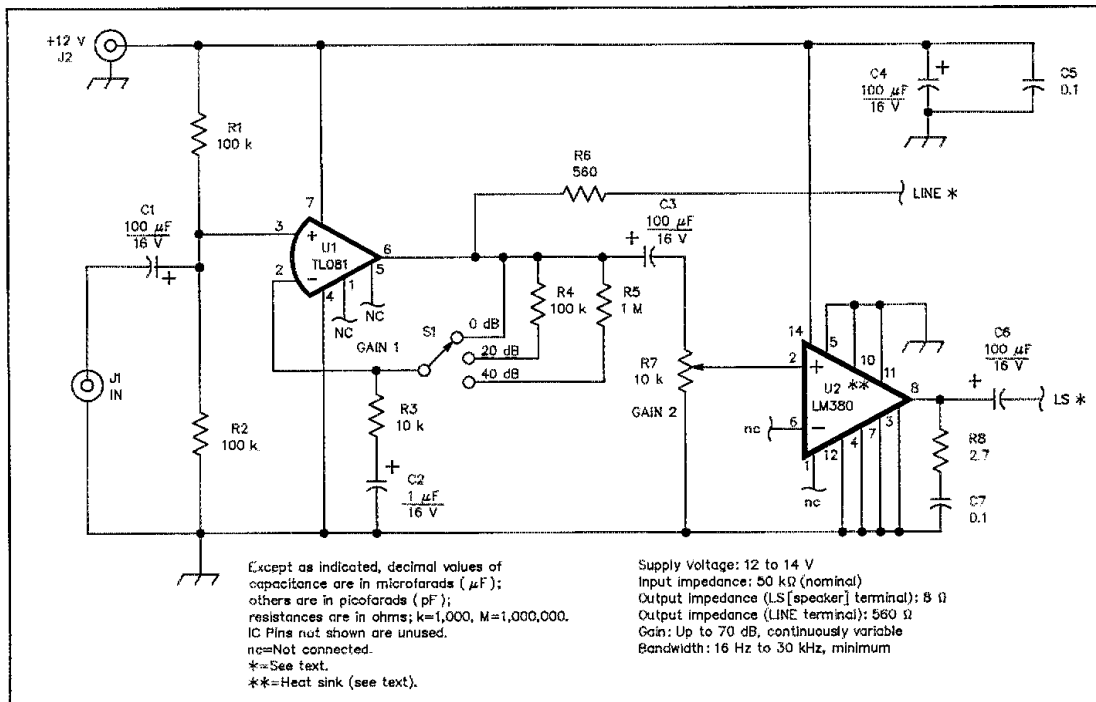 +12 V
J2
R1
100 k
C1
100 µF
16 V
+
J1
IN
R2
100 k
7
3
+
U1
TL081
2
−
6
5
1
4
NC
NC
GAIN 1
S1
0 dB
20 dB
40 dB
R3
10 k
+
C2
1 µF
16 V
R4
100 k
R5
1 M
R6
560
LINE *
C3
100 µF
16 V
+
R7
10 k
GAIN 2
C4
100 µF
16 V
+
C5
0.1
14
5
10
11
2
+
U2
**
LM380
8
6
−
nc
1
nc
12
4
7
3
C6
100 µF
16 V
+
LS *
R8
2.7
C7
0.1
Except as indicated, decimal values of
capacitance are in microfarads ( µF);
others are in picofarads ( pF);
resistances are in ohms; k=1,000, M=1,000,000.
IC Pins not shown are unused.
nc=Not connected.
*=See text.
**=Heat sink (see text).
Supply Voltage: 12 to 14 V
Input impedance: 50 kΩ (nominal)
Output impedance (LS[speaker] terminal): 8 Ω
Output impedance (LINE terminal): 560 Ω
Gain: Up to 70 dB, continuously variable
Bandwidth: 16 Hz to 30 kHz, minimum